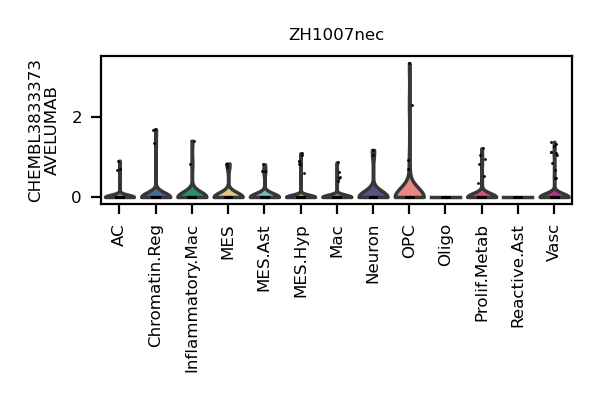 ZH1007nec
CHEMBL3833373
AVELUMAB
2
0
AC
Chromatin.Reg
Inflammatory.Mac
MES
MES.Ast
MES.Hyp
Mac
Neuron
OPC
Oligo
Prolif.Metab
Reactive.Ast
Vasc